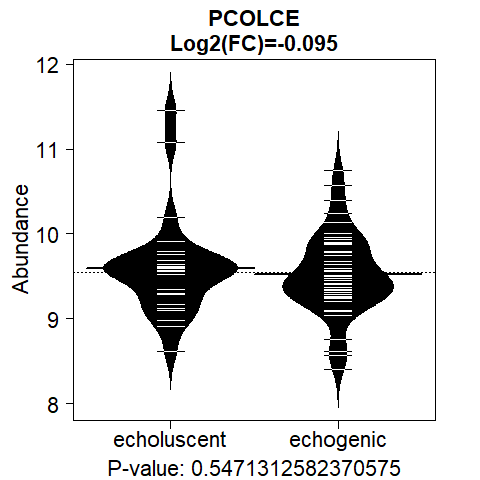 PCOLCE
Log2(FC)=-0.095
Abundance
12
11
10
9
8
echoluscent echogenic
P-value: 0.5471312582370575